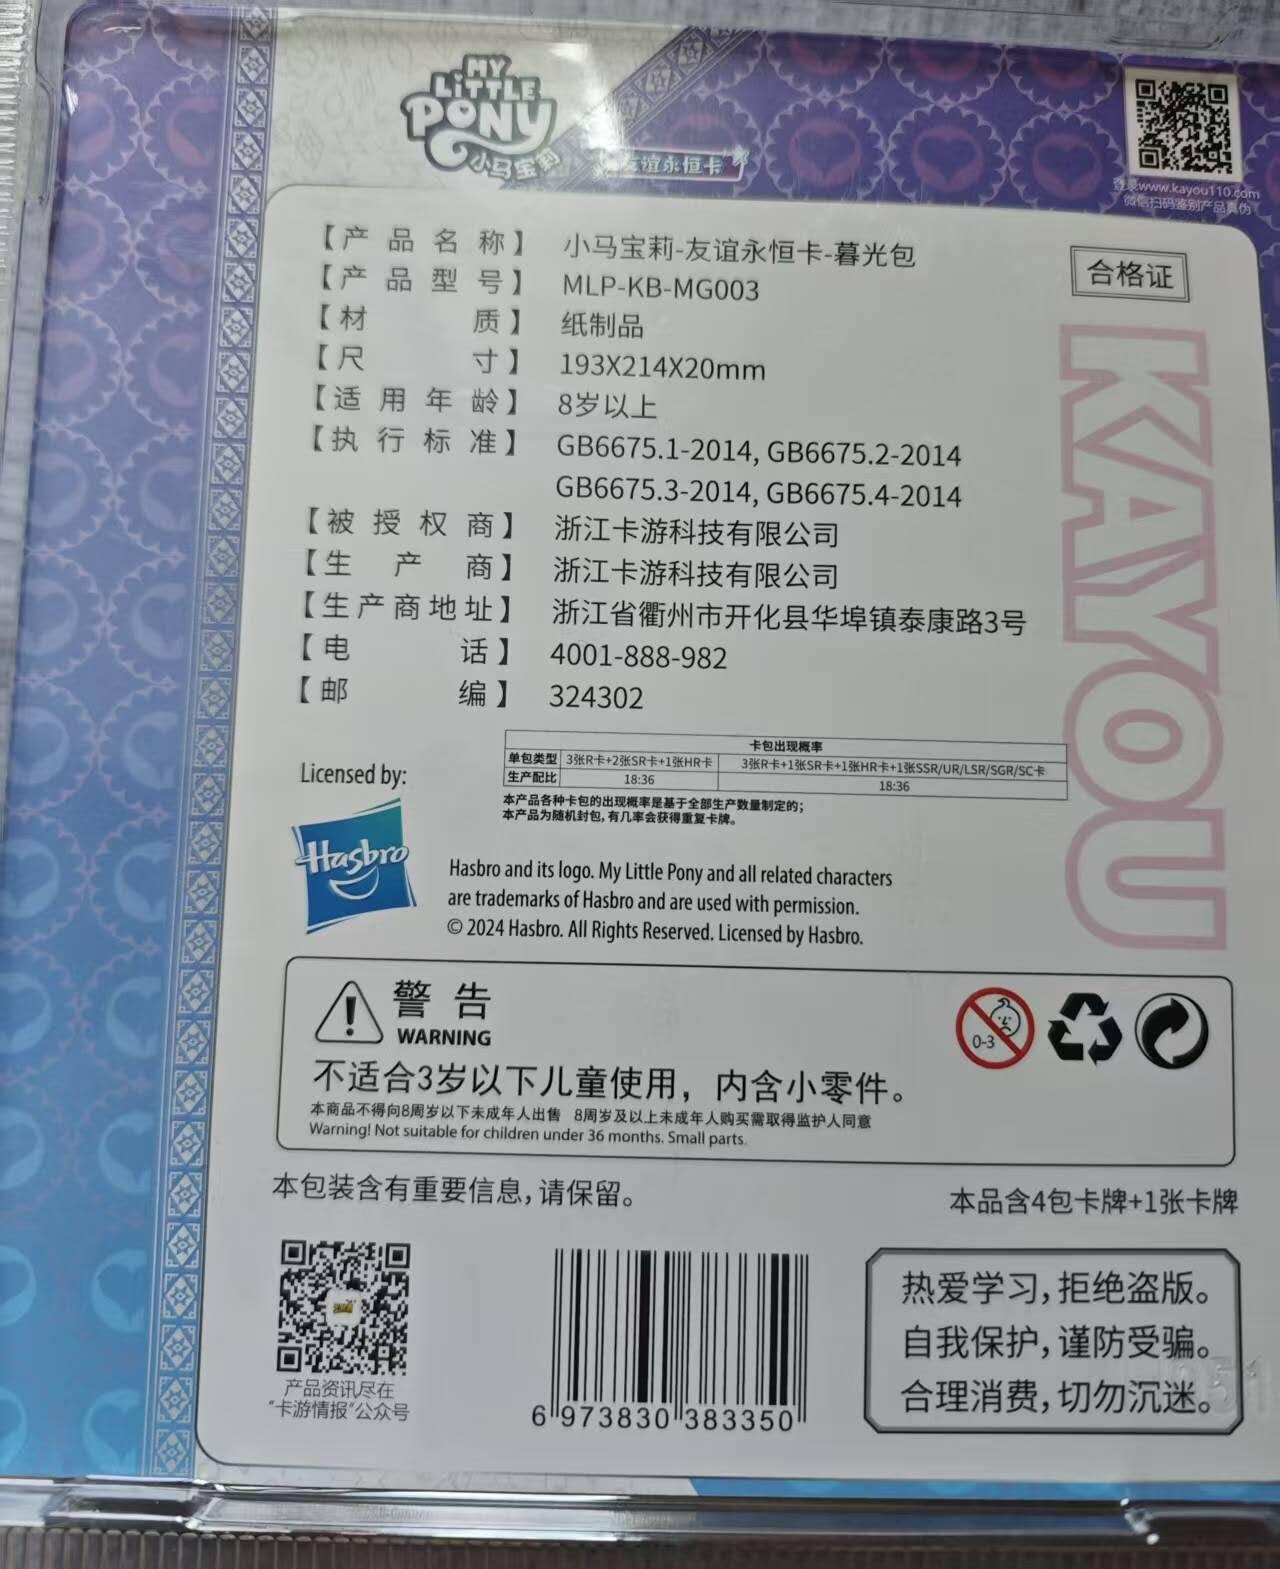 MY
LITTLE
PONY
小马宝莉
友谊永恒卡
登录www.kayou110.com
微信扫码鉴别产品真伪
合格证
【产品名称】 小马宝莉-友谊永恒卡-暮光包
【产品型号】 MLP-KB-MG003
【材质】 纸制品
【尺寸】 193X214X20mm
【适用年龄】 8岁以上
【执行标准】 GB6675.1-2014, GB6675.2-2014
GB6675.3-2014, GB6675.4-2014
【被授权商】 浙江卡游科技有限公司
【生产商】 浙江卡游科技有限公司
【生产商地址】 浙江省衢州市开化县华埠镇泰康路3号
【电话】 4001-888-982
【邮编】 324302
KAYOU
卡包出现概率
单包类型 3张R卡+2张SR卡+1张HR卡 3张R卡+1张SR卡+1张HR卡+1张SSR/UR/LSR/SGR/SC卡
生产配比 18:36 18:36
本产品各种卡包的出现概率是基于全部生产数量制定的；
本产品为随机封包，有几率会获得重复卡牌。
Licensed by:
Hasbro
Hasbro and its logo. My Little Pony and all related characters
are trademarks of Hasbro and are used with permission.
© 2024 Hasbro. All Rights Reserved. Licensed by Hasbro.
警告
WARNING
0-3
不适合3岁以下儿童使用，内含小零件。
本商品不得向8周岁以下未成年人出售 8周岁及以上未成年人购买需取得监护人同意
Warning! Not suitable for children under 36 months. Small parts.
本包装含有重要信息，请保留。
本品含4包卡牌+1张卡牌
产品资讯尽在
“卡游情报”公众号
6 973830 383350
热爱学习，拒绝盗版。
自我保护，谨防受骗。
合理消费，切勿沉迷。